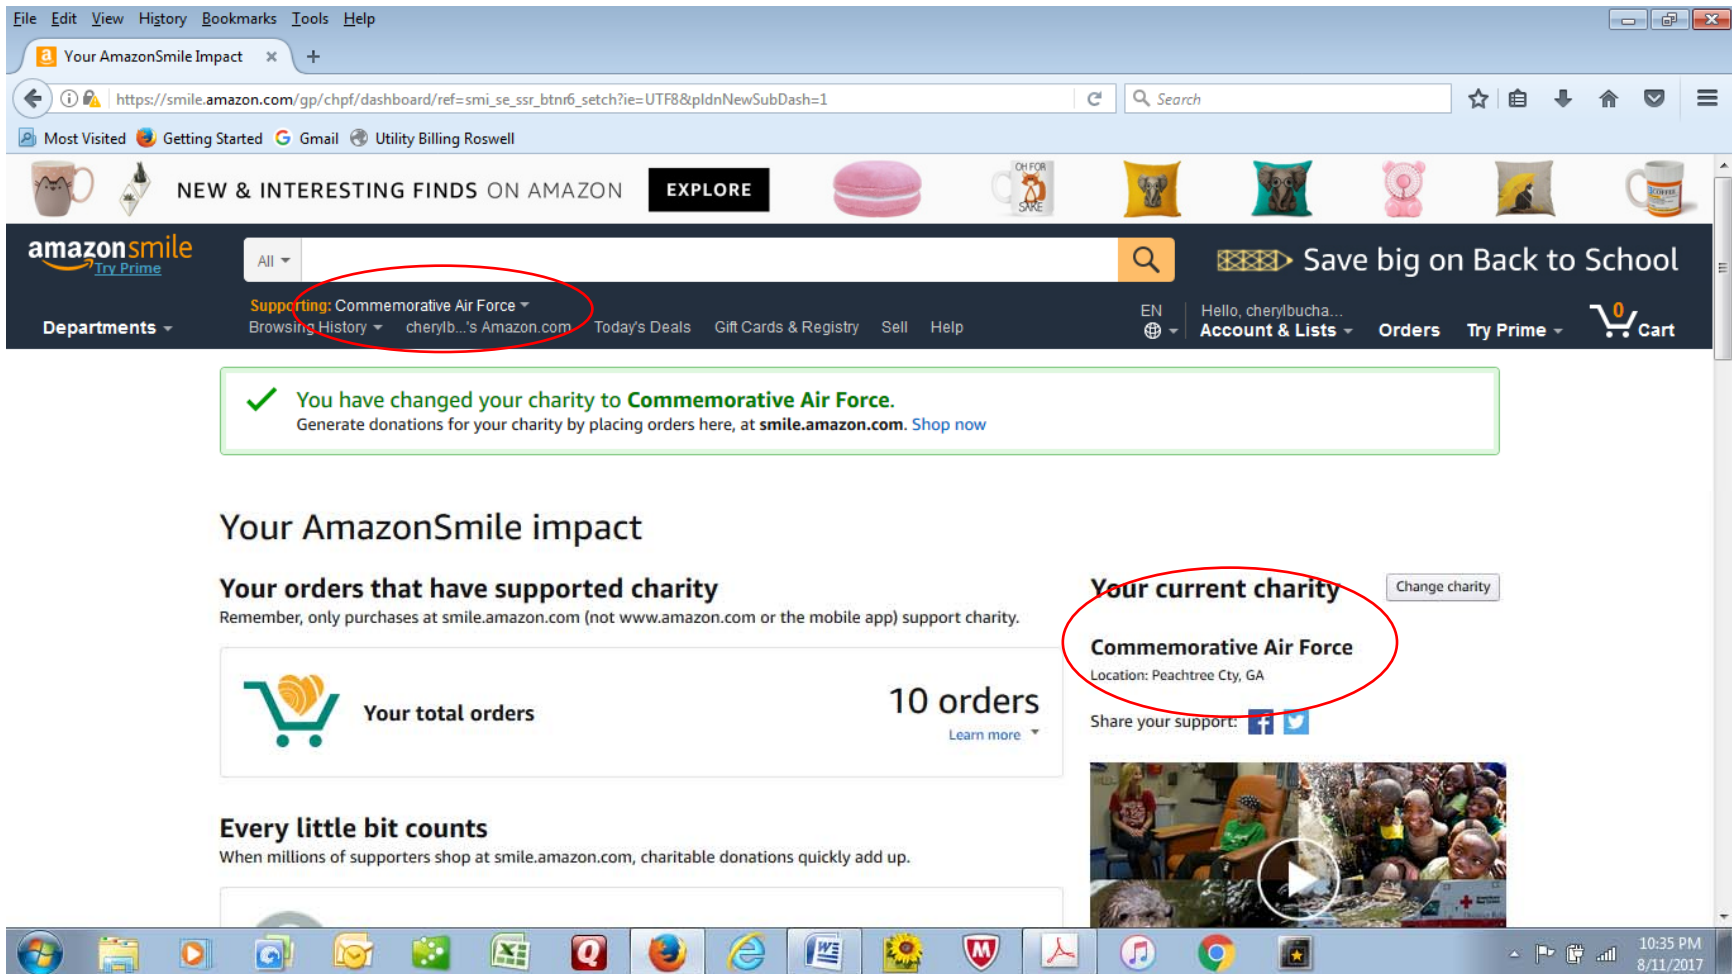 File Edit View History Bookmarks Tools Help
Your AmazonSmile Impact
https://smile.amazon.com/gp/chpf/dashboard/ref=smi_se_ssr_btnr6_setch?ie=UTF8&pldnNewSubDash=1
Search
Most Visited Getting Started Gmail Utility Billing Roswell
NEW & INTERESTING FINDS ON AMAZON EXPLORE
OH FOR
SAKE
amazonsmile
Try Prime
All
Save big on Back to School
Supporting: Commemorative Air Force
Departments
Browsing History cherylb...'s Amazon.com Today's Deals Gift Cards & Registry Sell Help
EN
Hello, cherylbucha...
Account & Lists Orders Try Prime
0
Cart
You have changed your charity to Commemorative Air Force.
Generate donations for your charity by placing orders here, at smile.amazon.com. Shop now
Your AmazonSmile impact
Your orders that have supported charity
Remember, only purchases at smile.amazon.com (not www.amazon.com or the mobile app) support charity.
Your total orders
10 orders
Learn more
Your current charity
Change charity
Commemorative Air Force
Location: Peachtree Cty, GA
Share your support:
Every little bit counts
When millions of supporters shop at smile.amazon.com, charitable donations quickly add up.
10:35 PM
8/11/2017